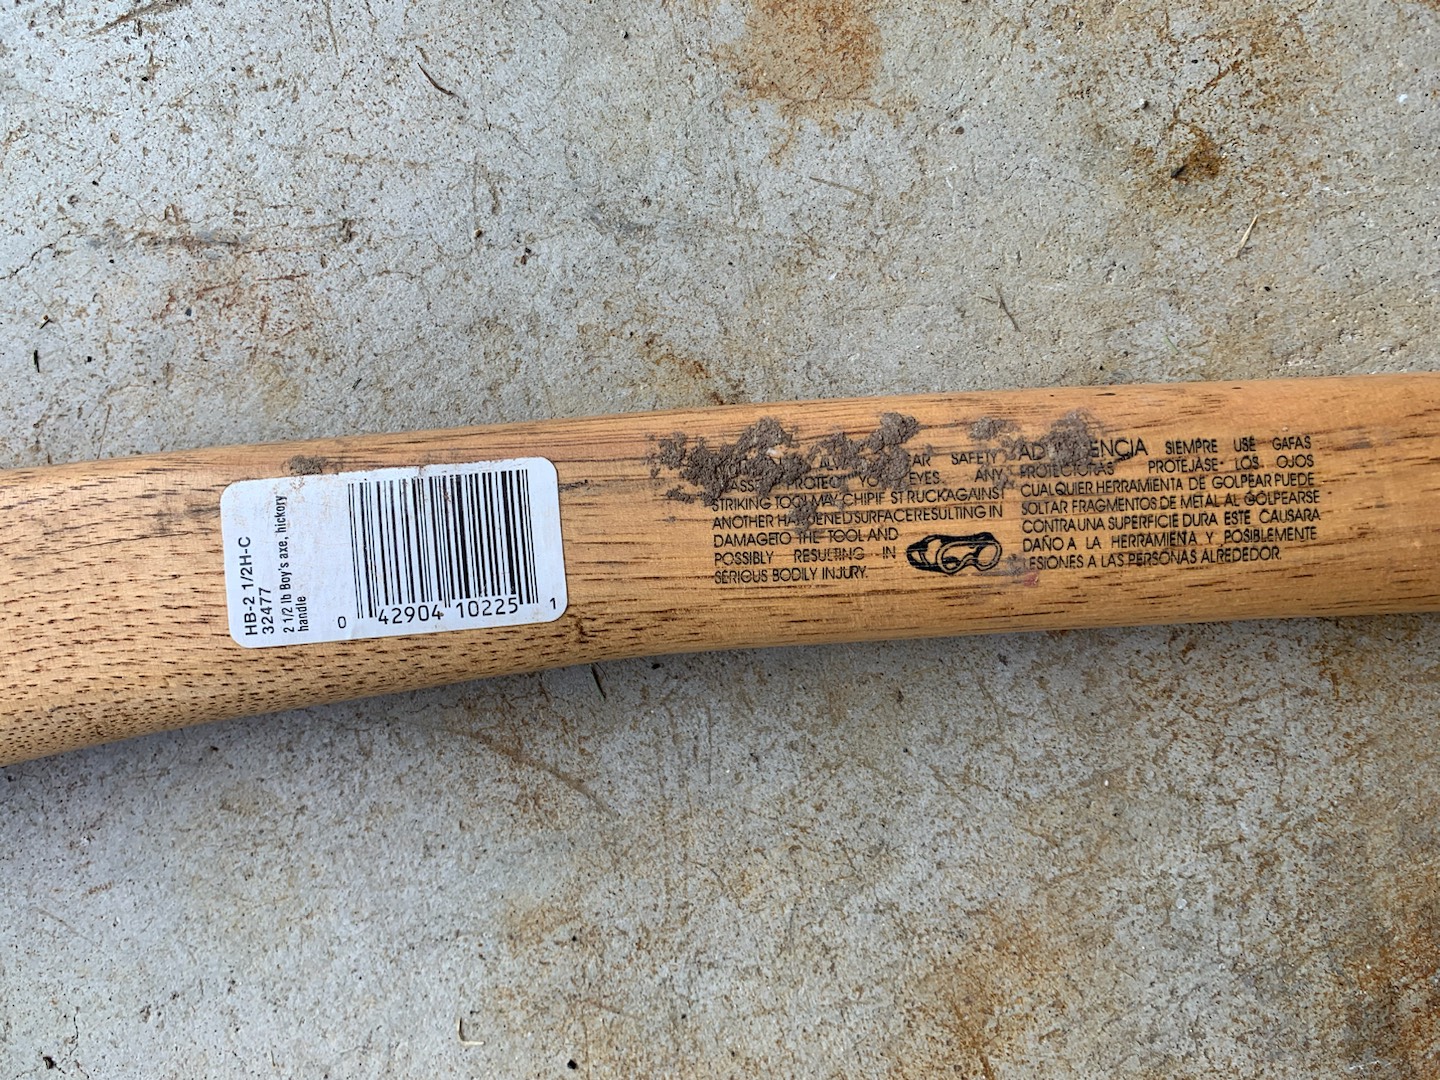 HB-2 1/2H-C
32477
2 1/2 lb Boy's axe, hickory
handle
0 42904 10225 1
SAFETY
PROTECT EYES. ANY
STRIKING TOOL MAY CHIP IF STRUCK AGAINST
ANOTHER SURFACE RESULTING IN
DAMAGE TO THE TOOL AND
POSSIBLY RESULTING IN
SERIOUS BODILY INJURY.
SIEMPRE USE GAFAS
PROTECTORAS PROTEJASE LOS OJOS
CUALQUIER HERRAMIENTA DE GOLPEAR PUEDE
SOLTAR FRAGMENTOS DE METAL AL GOLPEARSE
CONTRA UNA SUPERFICIE DURA ESTE CAUSARA
DAÑO A LA HERRAMIENTA Y POSIBLEMENTE
LESIONES A LAS PERSONAS ALREDEDOR.